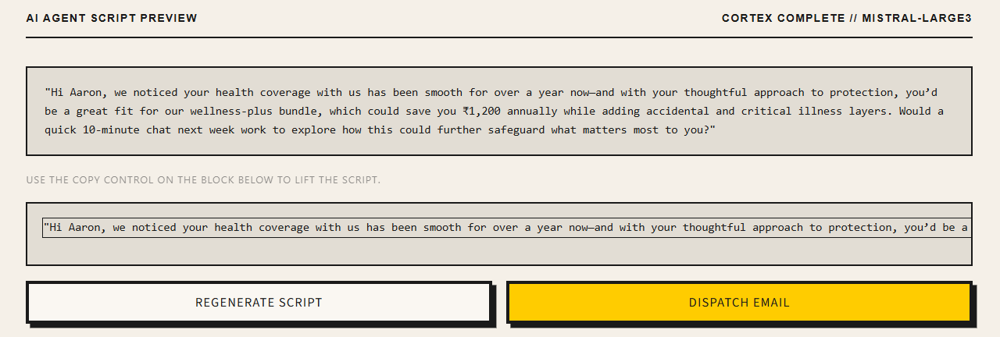 AI AGENT SCRIPT PREVIEW
CORTEX COMPLETE // MISTRAL-LARGE3
"Hi Aaron, we noticed your health coverage with us has been smooth for over a year now—and with your thoughtful approach to protection, you’d
be a great fit for our wellness-plus bundle, which could save you ₹1,200 annually while adding accidental and critical illness layers. Would a
quick 10-minute chat next week work to explore how this could further safeguard what matters most to you?"
USE THE COPY CONTROL ON THE BLOCK BELOW TO LIFT THE SCRIPT.
"Hi Aaron, we noticed your health coverage with us has been smooth for over a year now—and with your thoughtful approach to protection, you’d be a
REGENERATE SCRIPT
DISPATCH EMAIL